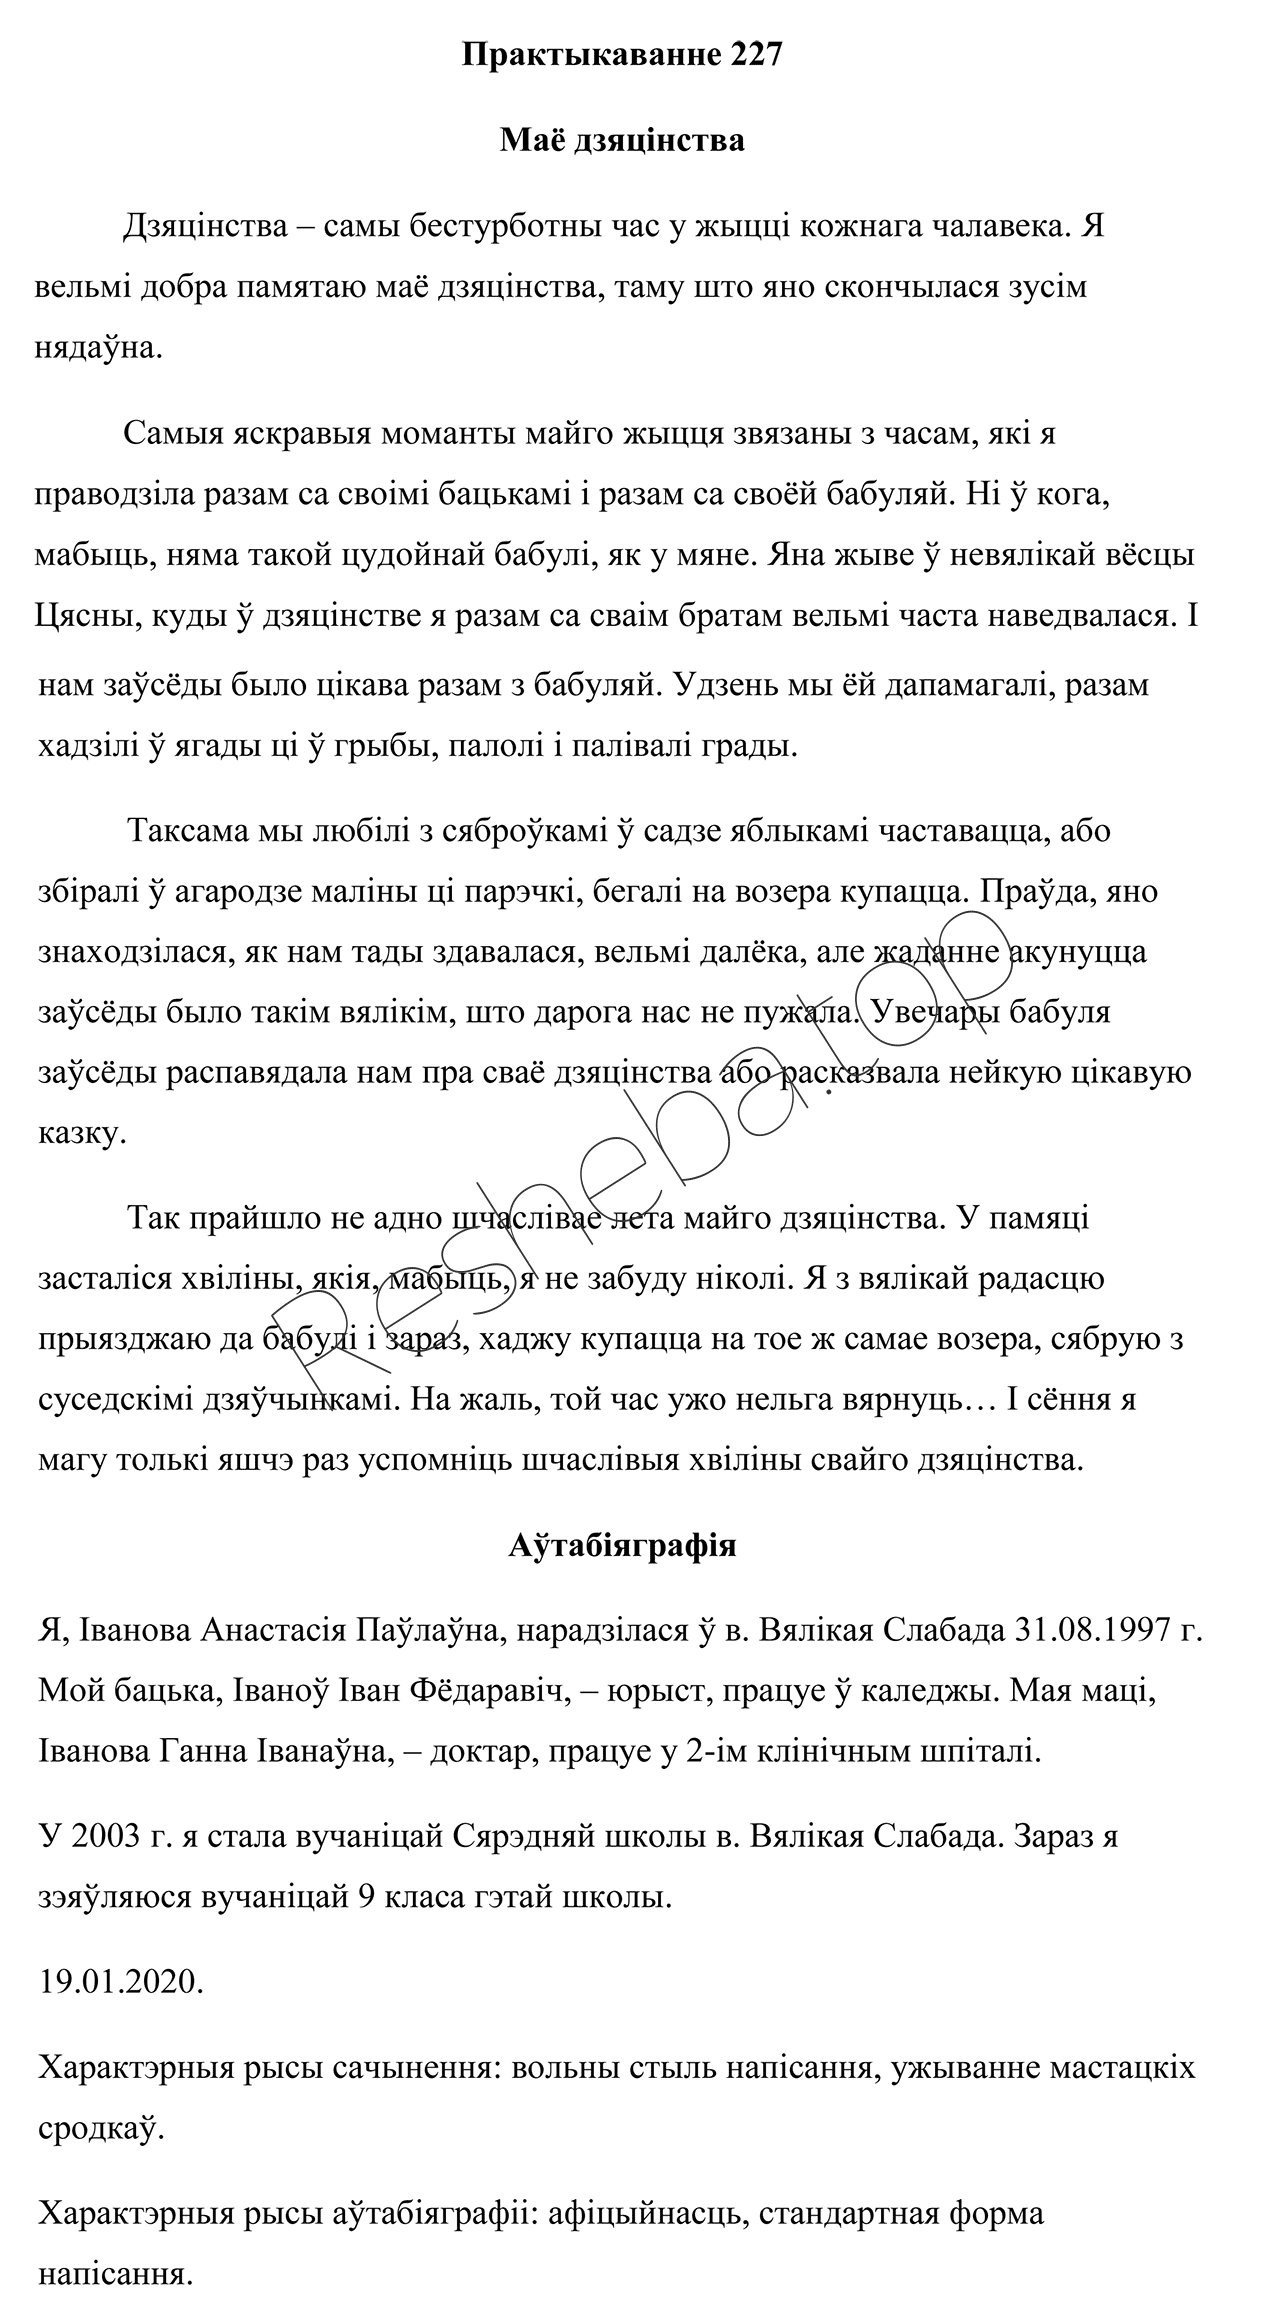 Практыкаванне 227
Маё дзяцінства
Дзяцінства – самы бестурботны час у жыцці кожнага чалавека. Я
вельмі добра памятаю маё дзяцінства, таму што яно скончылася зусім
нядаўна.
Самыя яскравыя моманты майго жыцця звязаны з часам, які я
праводзіла разам са своімі бацькамі і разам са своёй бабуляй. Ні ў кога,
мабыць, няма такой цудойнай бабулі, як у мяне. Яна жыве ў невялікай вёсцы
Цясны, куды ў дзяцінстве я разам са сваім братам вельмі часта наведвалася. І
нам заўсёды было цікава разам з бабуляй. Удзень мы ёй дапамагалі, разам
хадзілі ў ягады ці ў грыбы, палолі і палівалі грады.
Таксама мы любілі з сяброўкамі ў садзе яблыкамі частавацца, або
збіралі ў агародзе маліны ці парэчкі, бегалі на возера купацца. Праўда, яно
знаходзілася, як нам тады здавалася, вельмі далёка, але жаданне акунуцца
заўсёды было такім вялікім, што дарога нас не пужала. Увечары бабуля
заўсёды распавядала нам пра сваё дзяцінства або расказвала нейкую цікавую
казку.
Так прайшло не адно шчаслівае лета майго дзяцінства. У памяці
засталіся хвіліны, якія, мабыць, я не забуду ніколі. Я з вялікай радасцю
прыязджаю да бабулі і зараз, хаджу купацца на тое ж самае возера, сябрую з
суседскімі дзяўчынкамі. На жаль, той час ужо нельга вярнуць… І сёння я
магу толькі яшчэ раз успомніць шчаслівыя хвіліны свайго дзяцінства.
Resheba.top
Аўтабіяграфія
Я, Іванова Анастасія Паўлаўна, нарадзілася ў в. Вялікая Слабада 31.08.1997 г.
Мой бацька, Іваноў Іван Фёдаравіч, – юрыст, працуе ў каледжы. Мая маці,
Іванова Ганна Іванаўна, – доктар, працуе у 2-ім клінічным шпіталі.
У 2003 г. я стала вучаніцай Сярэдняй школы в. Вялікая Слабада. Зараз я
зэяўляюся вучаніцай 9 класа гэтай школы.
19.01.2020.
Характэрныя рысы сачынення: вольны стыль напісання, ужыванне мастацкіх
сродкаў.
Характэрныя рысы аўтабіяграфіі: афіцыйнасць, стандартная форма
напісання.